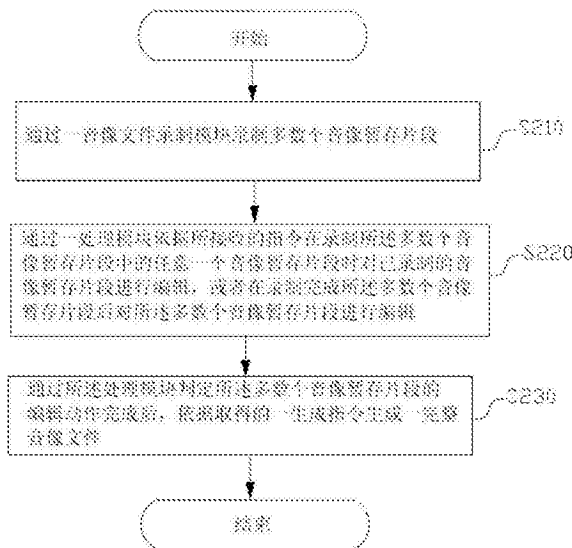 开始
通过一音像文件录制模块录制多数个音像暂存片段
S210
通过一处理模块依据所接收的指令在录制所述多数个音
像暂存片段中的任意一个音像暂存片段时对已录制的音
像暂存片段进行编辑，或者在录制完成所述多数个音像
暂存片段后对所述多数个音像暂存片段进行编辑
S220
通过所述处理模块判定所述多数个音像暂存片段的
编辑动作完成后，依据取得的一生成指令生成一完整
音像文件
S230
结束